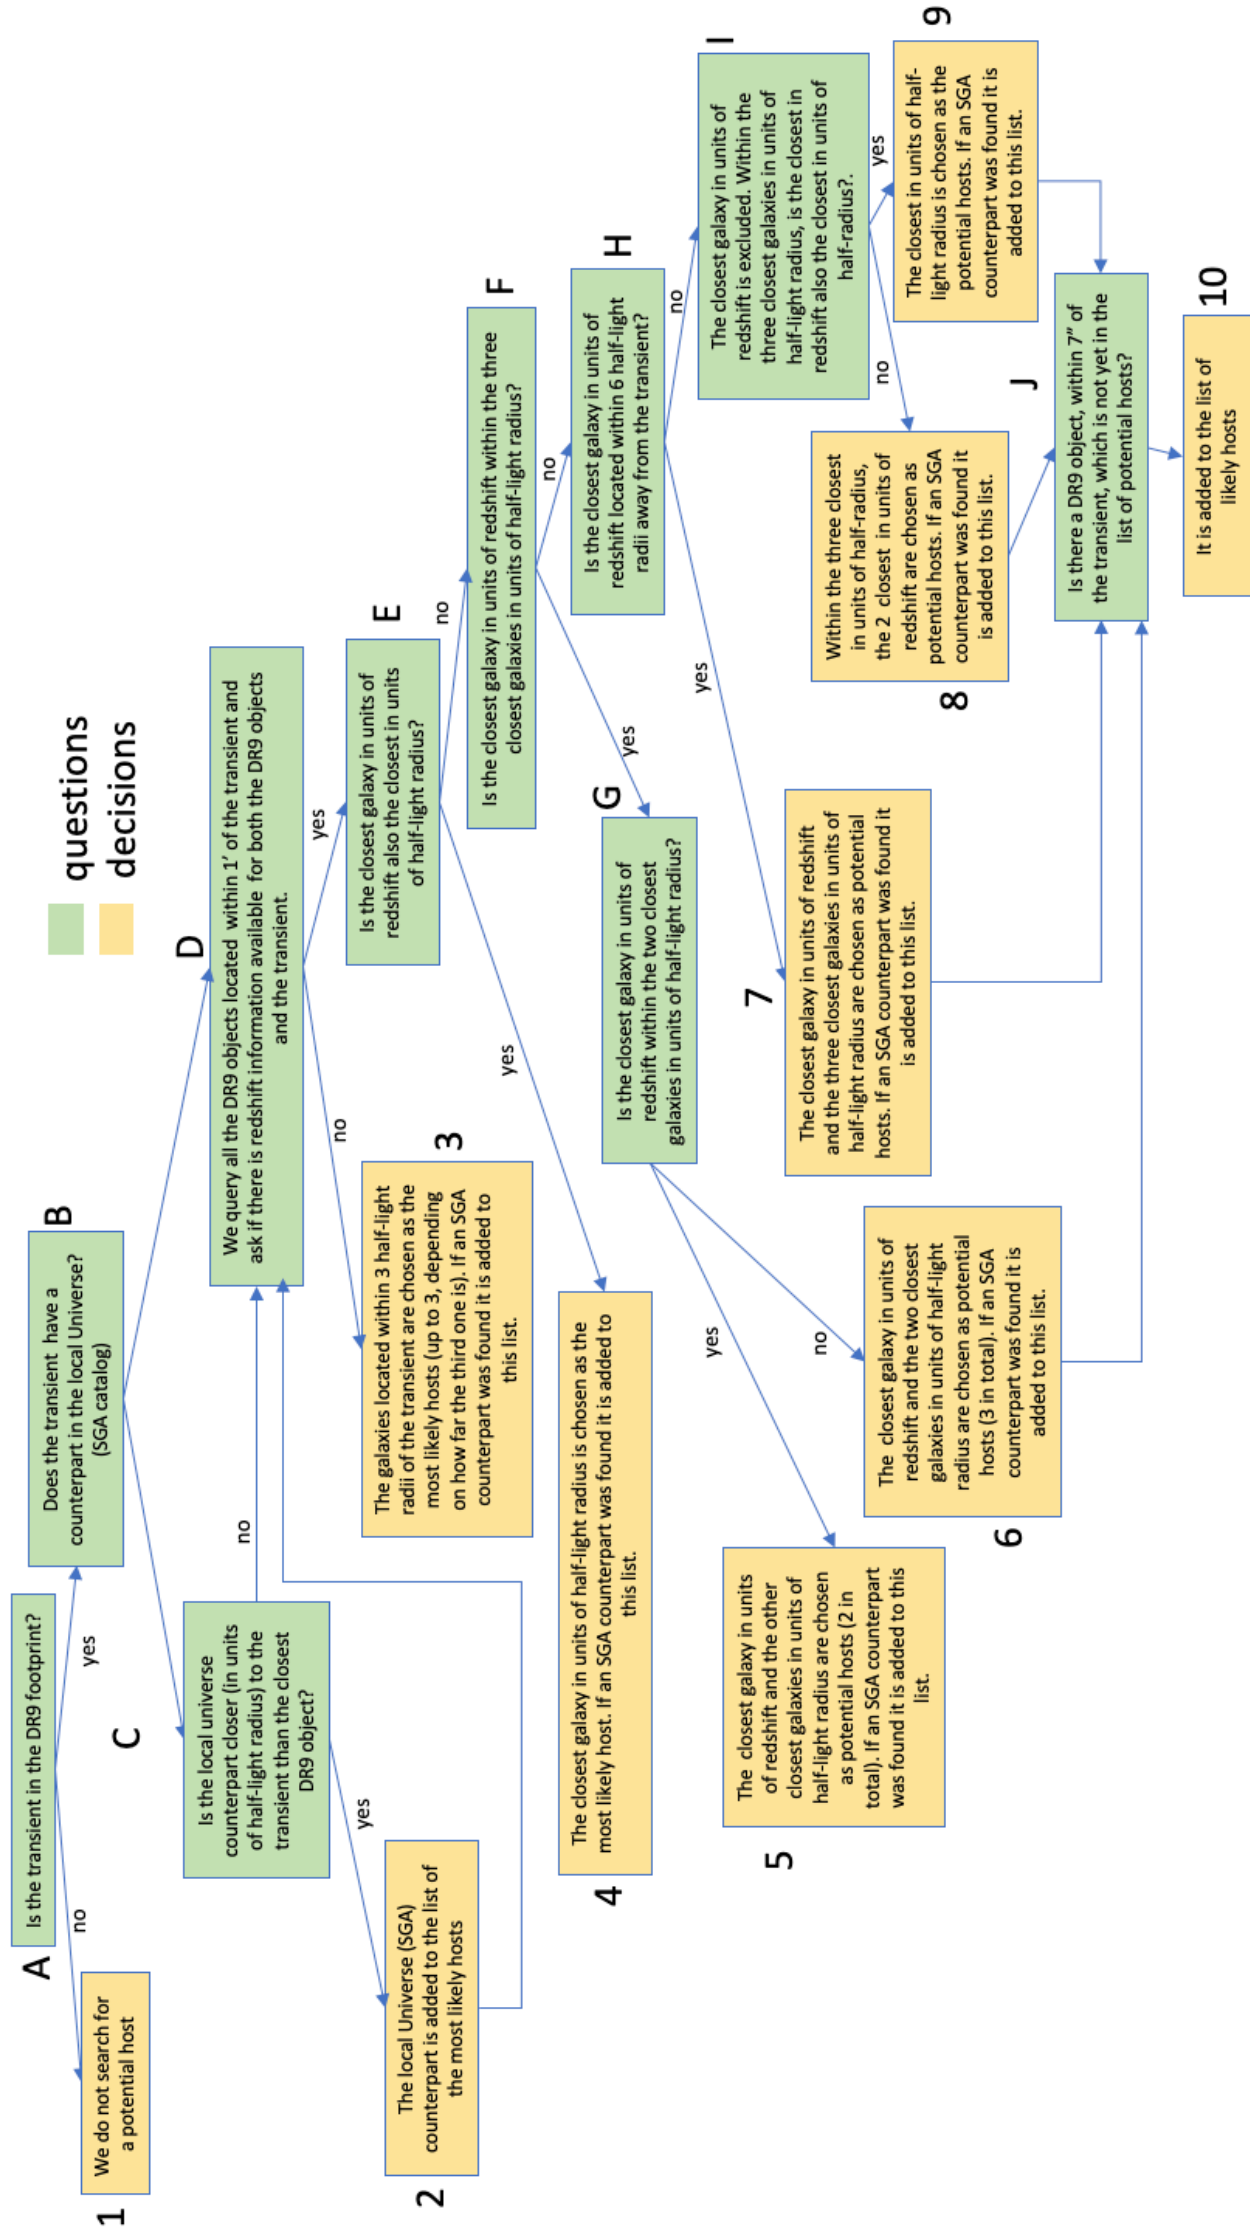 questions
decisions
A
Is the transient in the DR9 footprint?
no
yes
1
We do not search for
a potential host
B
Does the transient  have a
counterpart in the local Universe?
(SGA catalog)
C
Is the local universe
counterpart closer (in units
of half-light radius) to the
transient than the closest
DR9 object?
no
yes
2
The local Universe (SGA)
counterpart is added to the list of
the most likely hosts
D
We query all the DR9 objects located  within 1’ of the transient and
ask if there is redshift information available  for both the DR9 objects
and the transient.
no
yes
3
The galaxies located within 3 half-light
radii of the transient are chosen as the
most likely hosts (up to 3, depending
on how far the third one is). If an SGA
counterpart was found it is added to
this list.
E
Is the closest galaxy in units of
redshift also the closest in units
of half-light radius?
yes
no
4
The closest galaxy in units of half-light radius is chosen as the
most likely host. If an SGA counterpart was found it is added to
this list.
F
Is the closest galaxy in units of redshift within the three
closest galaxies in units of half-light radius?
yes
no
G
Is the closest galaxy in units of
redshift within the two closest
galaxies in units of half-light radius?
yes
no
5
The  closest galaxy in units
of redshift and the other
closest galaxies in units of
half-light radius are chosen
as potential hosts (2 in
total). If an SGA counterpart
was found it is added to this
list.
6
The  closest galaxy in units of
redshift and the two closest
galaxies in units of half-light
radius are chosen as potential
hosts (3 in total). If an SGA
counterpart was found it is
added to this list.
H
Is the closest galaxy in units of
redshift located within 6 half-light
radii away from the transient?
yes
no
7
The closest galaxy in units of redshift
and the three closest galaxies in units of
half-light radius are chosen as potential
hosts. If an SGA counterpart was found it
is added to this list.
I
The closest galaxy in units of
redshift is excluded. Within the
three closest galaxies in units of
half-light radius, is the closest in
redshift also the closest in units of
half-radius?.
no
yes
8
Within the three closest
in units of half-radius,
the 2  closest  in units of
redshift are chosen as
potential hosts. If an SGA
counterpart was found it
is added to this list.
9
The closest in units of half-
light radius is chosen as the
potential hosts. If an SGA
counterpart was found it is
added to this list.
J
Is there a DR9 object, within 7” of
the transient, which is not yet in the
list of potential hosts?
10
It is added to the list of
likely hosts